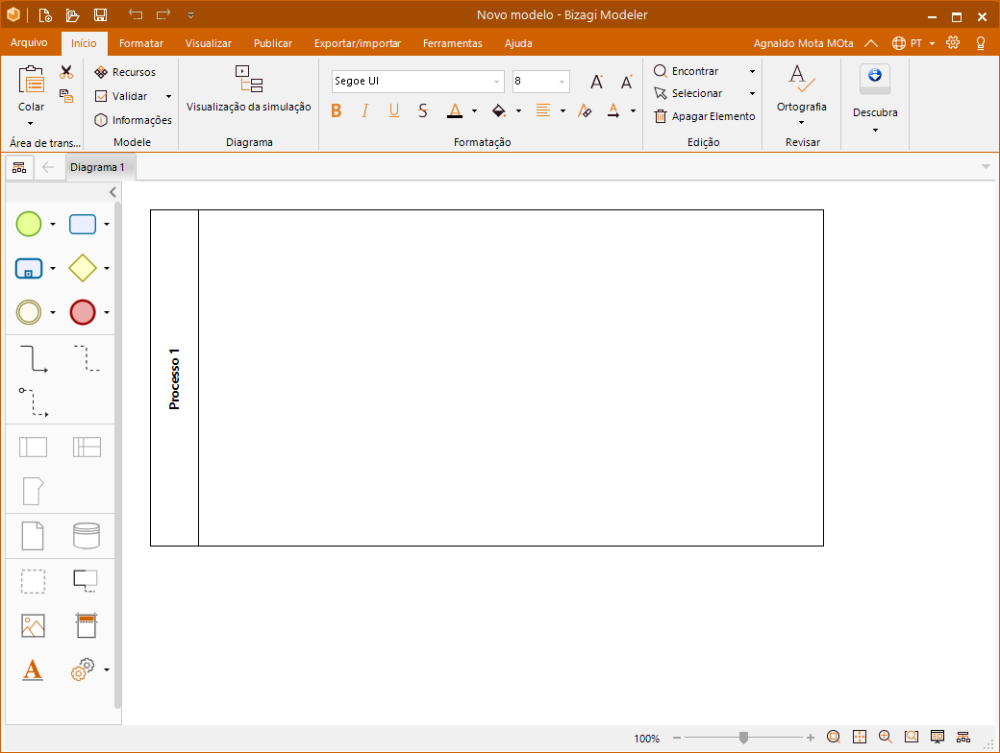 Novo modelo - Bizagi Modeler
Arquivo Início Formatar Visualizar Publicar Exportar/importar Ferramentas Ajuda Agnaldo Mota MOta PT
Colar
Área de trans...
Recursos
Validar
Informações
Modele
Visualização da simulação
Diagrama
Segoe UI 8 A A
B I U S A A
Formatação
Encontrar
Selecionar
Apagar Elemento
Edição
A
Ortografia
Revisar
Descubra
Diagrama 1
Processo 1
A
100%